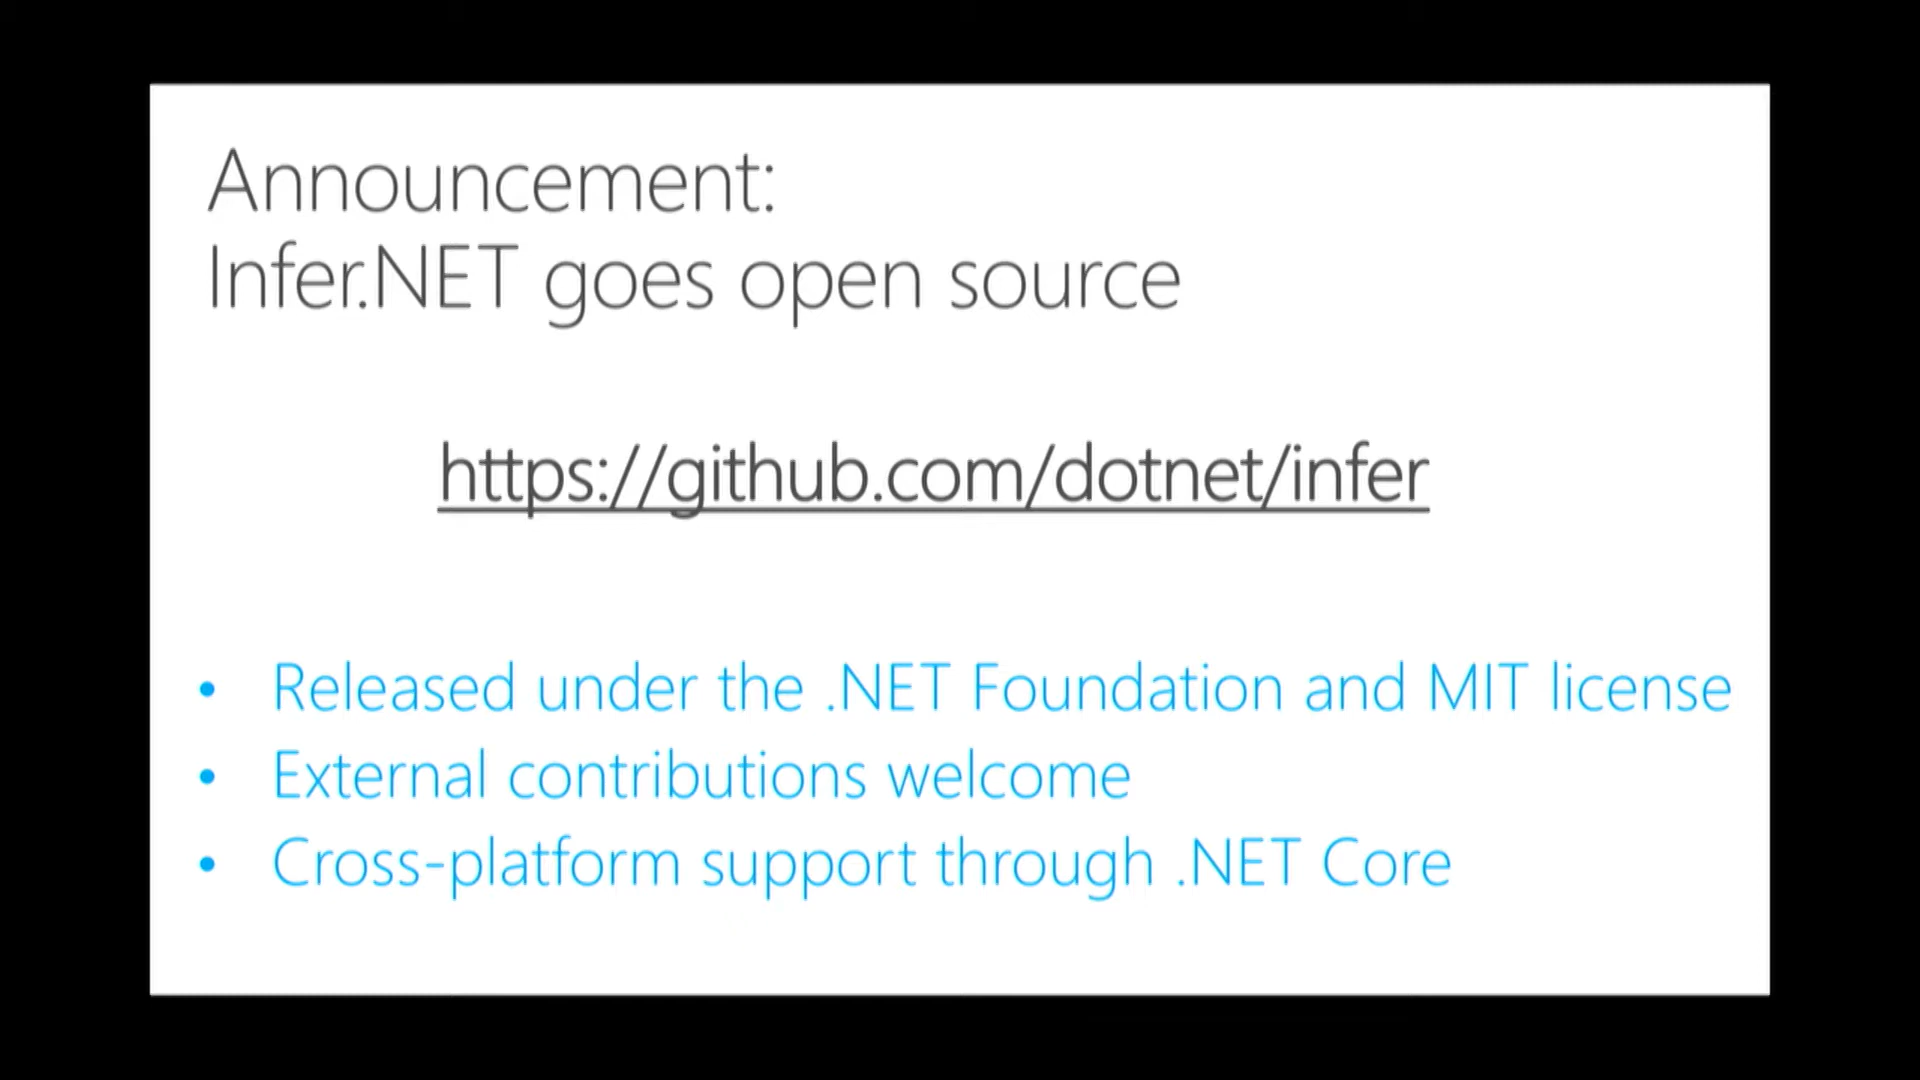 Announcement:
Infer.NET goes open source
https://github.com/dotnet/infer
• Released under the .NET Foundation and MIT license
• External contributions welcome
• Cross-platform support through .NET Core